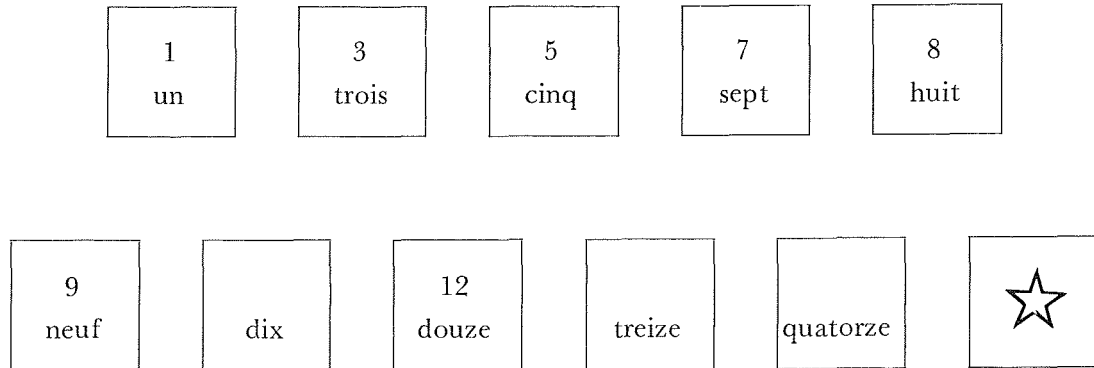 1 3 5 7 8
un trois cinq sept huit
9 12
neuf dix douze treize quatorze